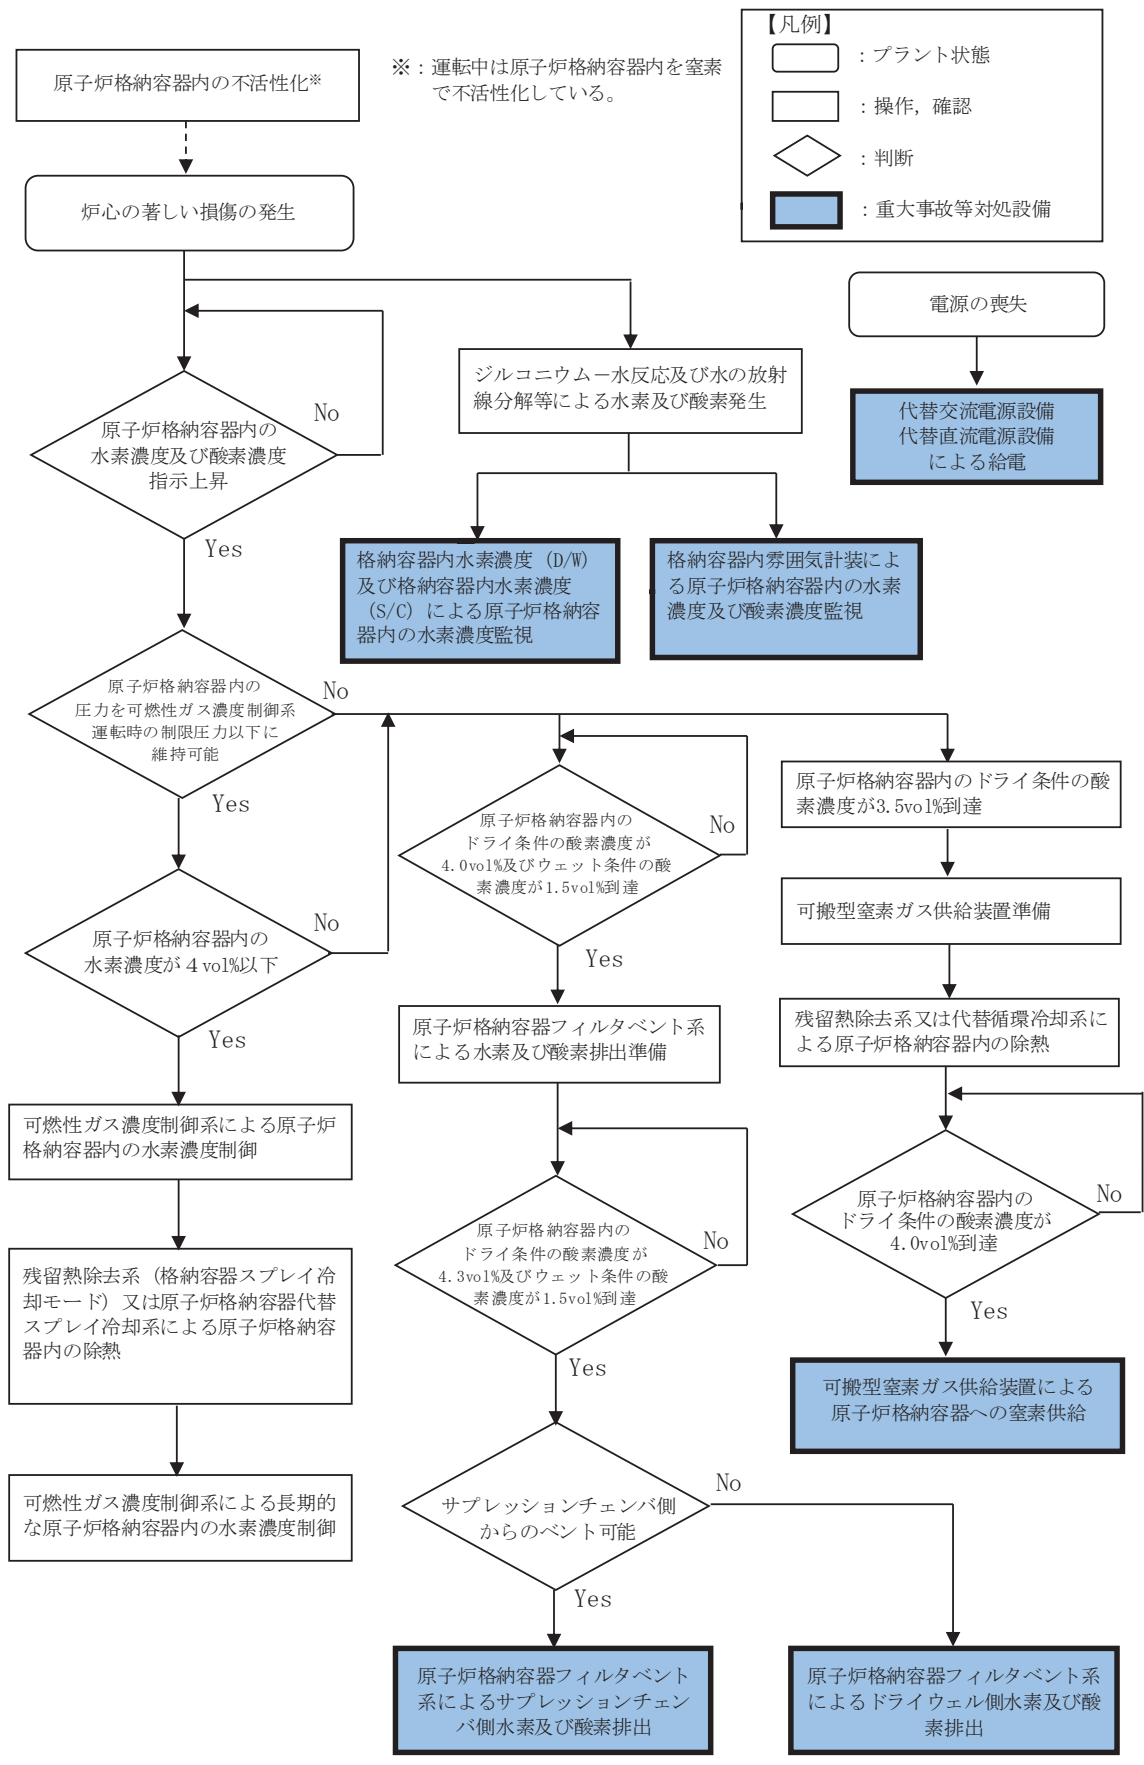 原子炉格納容器内の不活性化※
※：運転中は原子炉格納容器内を窒素
で不活性化している。
【凡例】
：プラント状態
：操作，確認
：判断
：重大事故等対処設備
炉心の著しい損傷の発生
電源の喪失
代替交流電源設備
代替直流電源設備
による給電
ジルコニウム－水反応及び水の放射
線分解等による水素及び酸素発生
No
原子炉格納容器内の
水素濃度及び酸素濃度
指示上昇
Yes
格納容器内水素濃度（D/W）
及び格納容器内水素濃度
（S/C）による原子炉格納容
器内の水素濃度監視
格納容器内雰囲気計装によ
る原子炉格納容器内の水素
濃度及び酸素濃度監視
原子炉格納容器内の
圧力を可燃性ガス濃度制御系
運転時の制限圧力以下に
維持可能
No
Yes
原子炉格納容器内の
水素濃度が４vol%以下
No
Yes
可燃性ガス濃度制御系による原子炉
格納容器内の水素濃度制御
残留熱除去系（格納容器スプレイ冷
却モード）又は原子炉格納容器代替
スプレイ冷却系による原子炉格納容
器内の除熱
可燃性ガス濃度制御系による長期的
な原子炉格納容器内の水素濃度制御
原子炉格納容器内の
ドライ条件の酸素濃度が
4.0vol%及びウェット条件の酸
素濃度が1.5vol%到達
No
Yes
原子炉格納容器フィルタベント系
による水素及び酸素排出準備
原子炉格納容器内の
ドライ条件の酸素濃度が
4.3vol%及びウェット条件の酸
素濃度が1.5vol%到達
No
Yes
サプレッションチェンバ側
からのベント可能
No
Yes
原子炉格納容器フィルタベント
系によるサプレッションチェン
バ側水素及び酸素排出
原子炉格納容器フィルタベント系
によるドライウェル側水素及び酸
素排出
原子炉格納容器内のドライ条件の酸
素濃度が3.5vol%到達
可搬型窒素ガス供給装置準備
残留熱除去系又は代替循環冷却系に
よる原子炉格納容器内の除熱
原子炉格納容器内の
ドライ条件の酸素濃度が
4.0vol%到達
No
Yes
可搬型窒素ガス供給装置による
原子炉格納容器への窒素供給